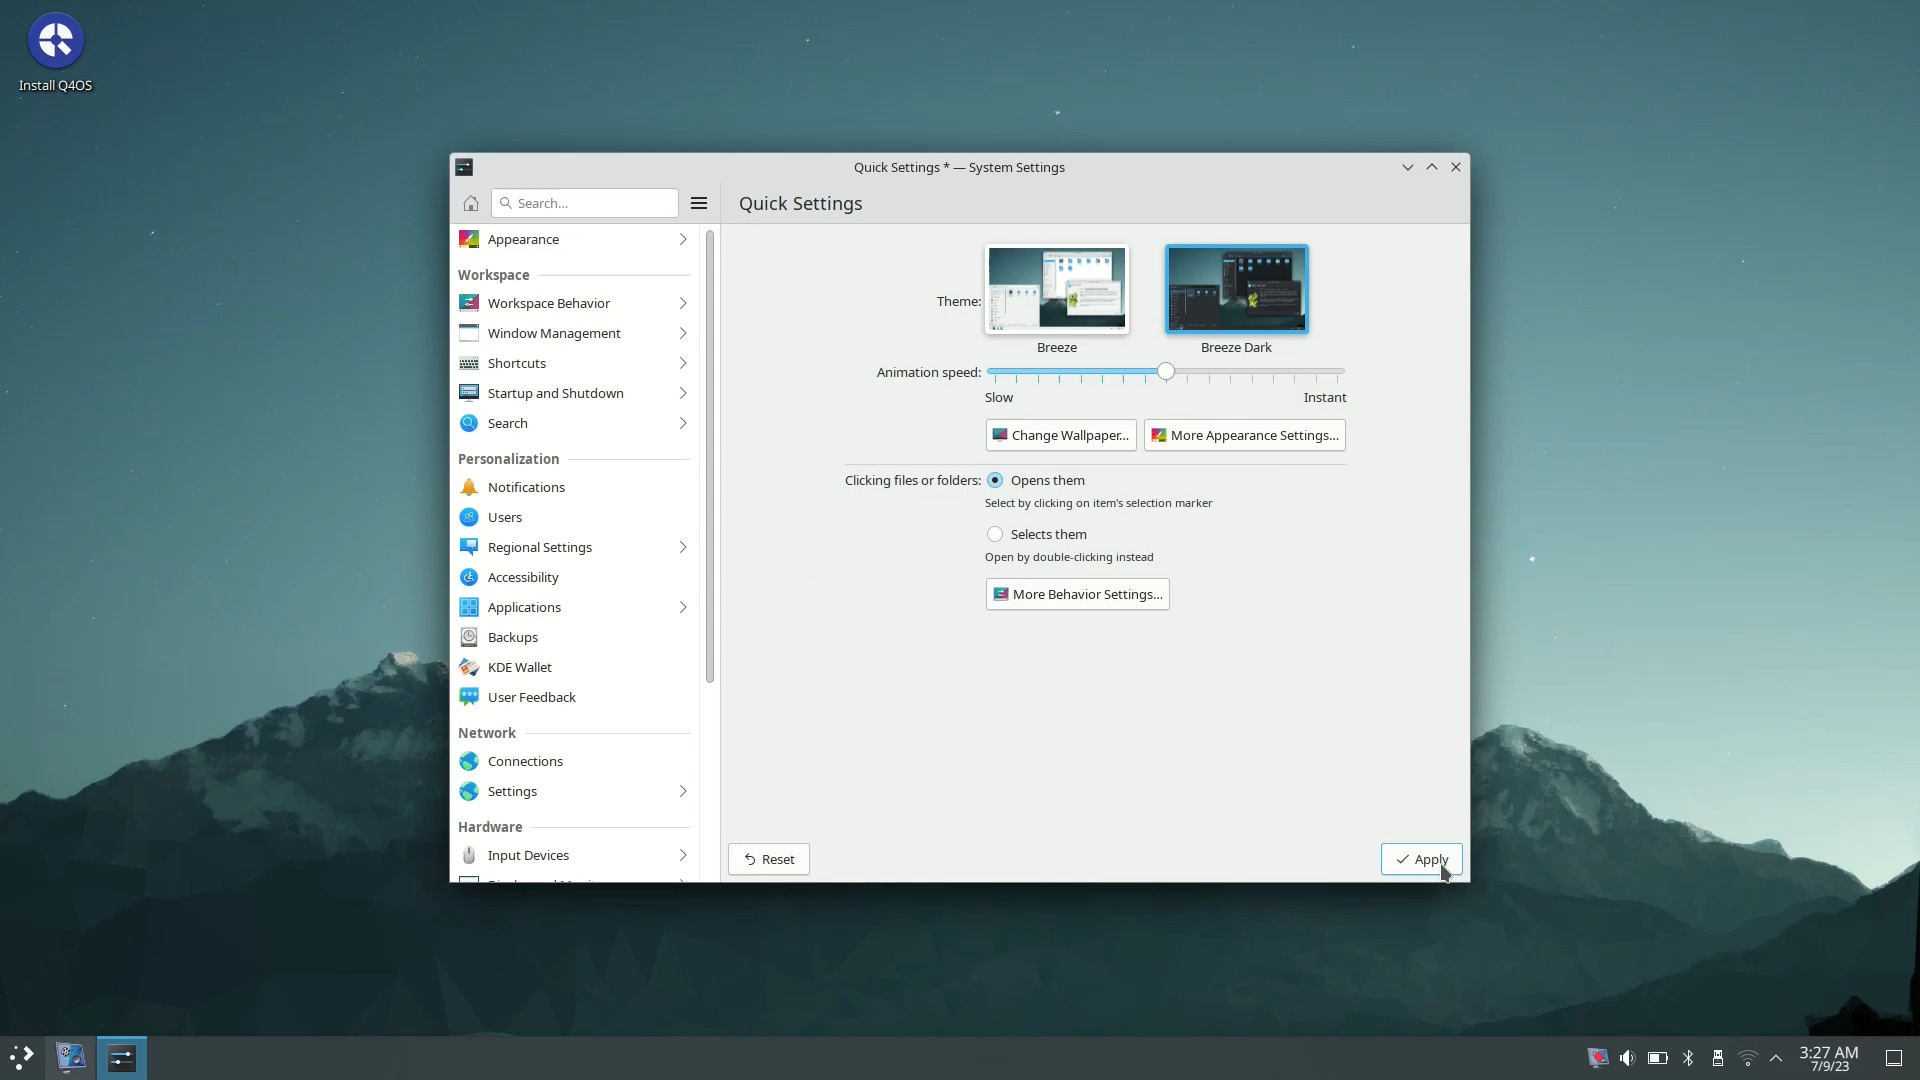 Install Q4OS
Quick Settings * — System Settings
Search...
Quick Settings
Appearance
Workspace
Workspace Behavior
Window Management
Shortcuts
Startup and Shutdown
Search
Personalization
Notifications
Users
Regional Settings
Accessibility
Applications
Backups
KDE Wallet
User Feedback
Network
Connections
Settings
Hardware
Input Devices
Theme:
Breeze
Breeze Dark
Animation speed:
Slow
Instant
Change Wallpaper...
More Appearance Settings...
Clicking files or folders:
Opens them
Select by clicking on item's selection marker
Selects them
Open by double-clicking instead
More Behavior Settings...
Reset
Apply
3:27 AM
7/9/23